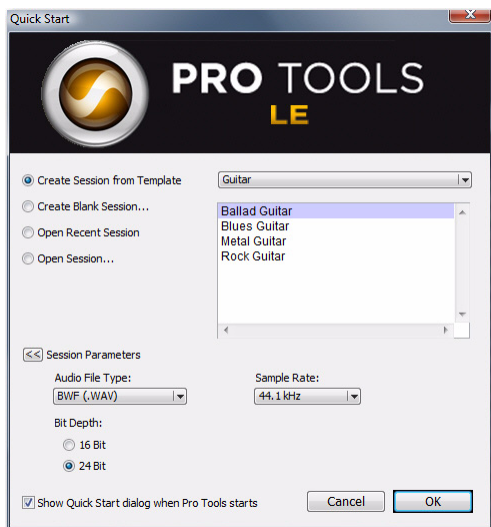 Quick Start
PRO TOOLS
LE
Create Session from Template
Guitar
Create Blank Session...
Open Recent Session
Open Session...
Ballad Guitar
Blues Guitar
Metal Guitar
Rock Guitar
<< Session Parameters
Audio File Type:
Sample Rate:
BWF (.WAV)
44.1 kHz
Bit Depth:
16 Bit
24 Bit
Show Quick Start dialog when Pro Tools starts
Cancel
OK